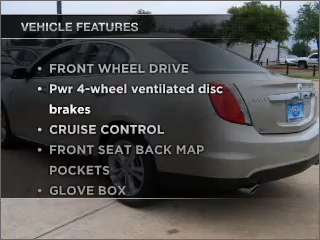 VEHICLE FEATURES
• FRONT WHEEL DRIVE
• Pwr 4-wheel ventilated disc
brakes
• CRUISE CONTROL
• FRONT SEAT BACK MAP
POCKETS
• GLOVE BOX